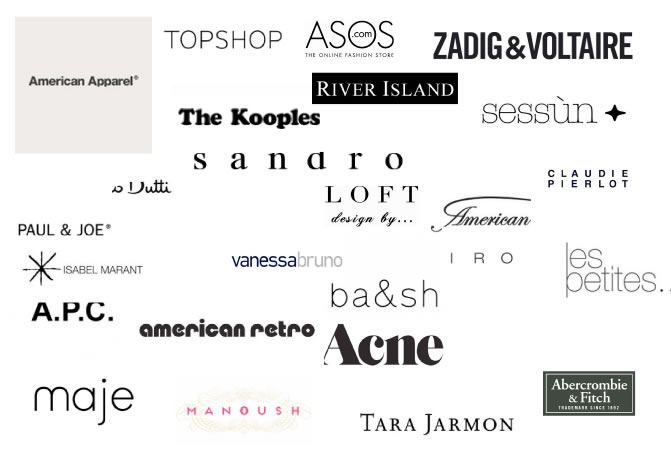 TOPSHOP
ASOS
.com
THE ONLINE FASHION STORE
ZADIG & VOLTAIRE
American Apparel®
RIVER ISLAND
The Kooples
sessùn
sandro
CLAUDIE
PIERLOT
Dutti
LOFT
design by...
American
PAUL & JOE®
ISABEL MARANT
vanessabruno
IRO
les
petites...
ba&sh
A.P.C.
american retro
Acne
maje
MANOUSH
TARA JARMON
Abercrombie
& Fitch
TRADEMARK SINCE 1892